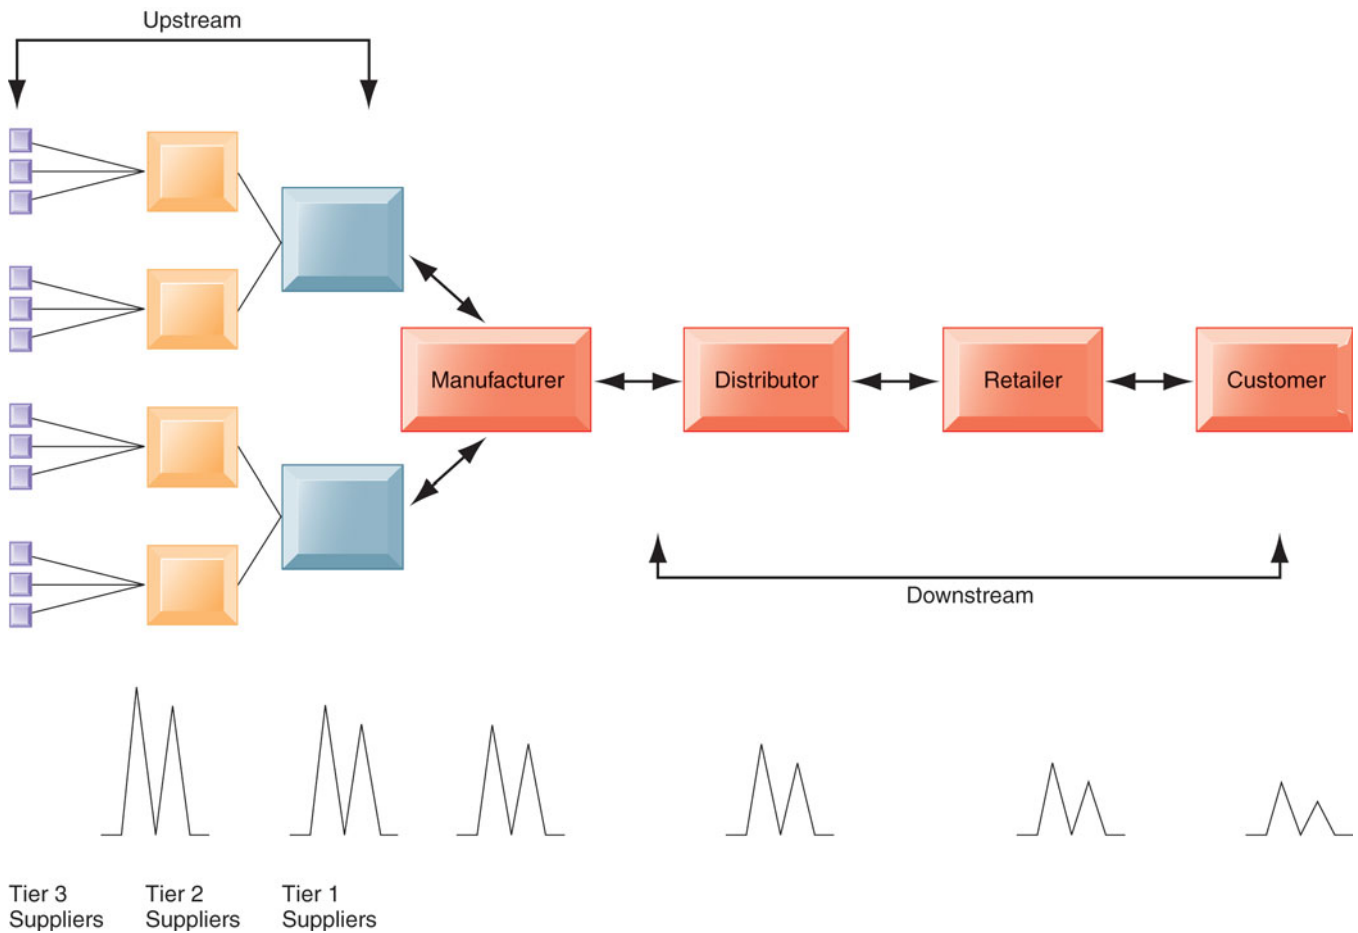 Upstream
Manufacturer
Distributor
Retailer
Customer
Downstream
Tier 3
Suppliers
Tier 2
Suppliers
Tier 1
Suppliers